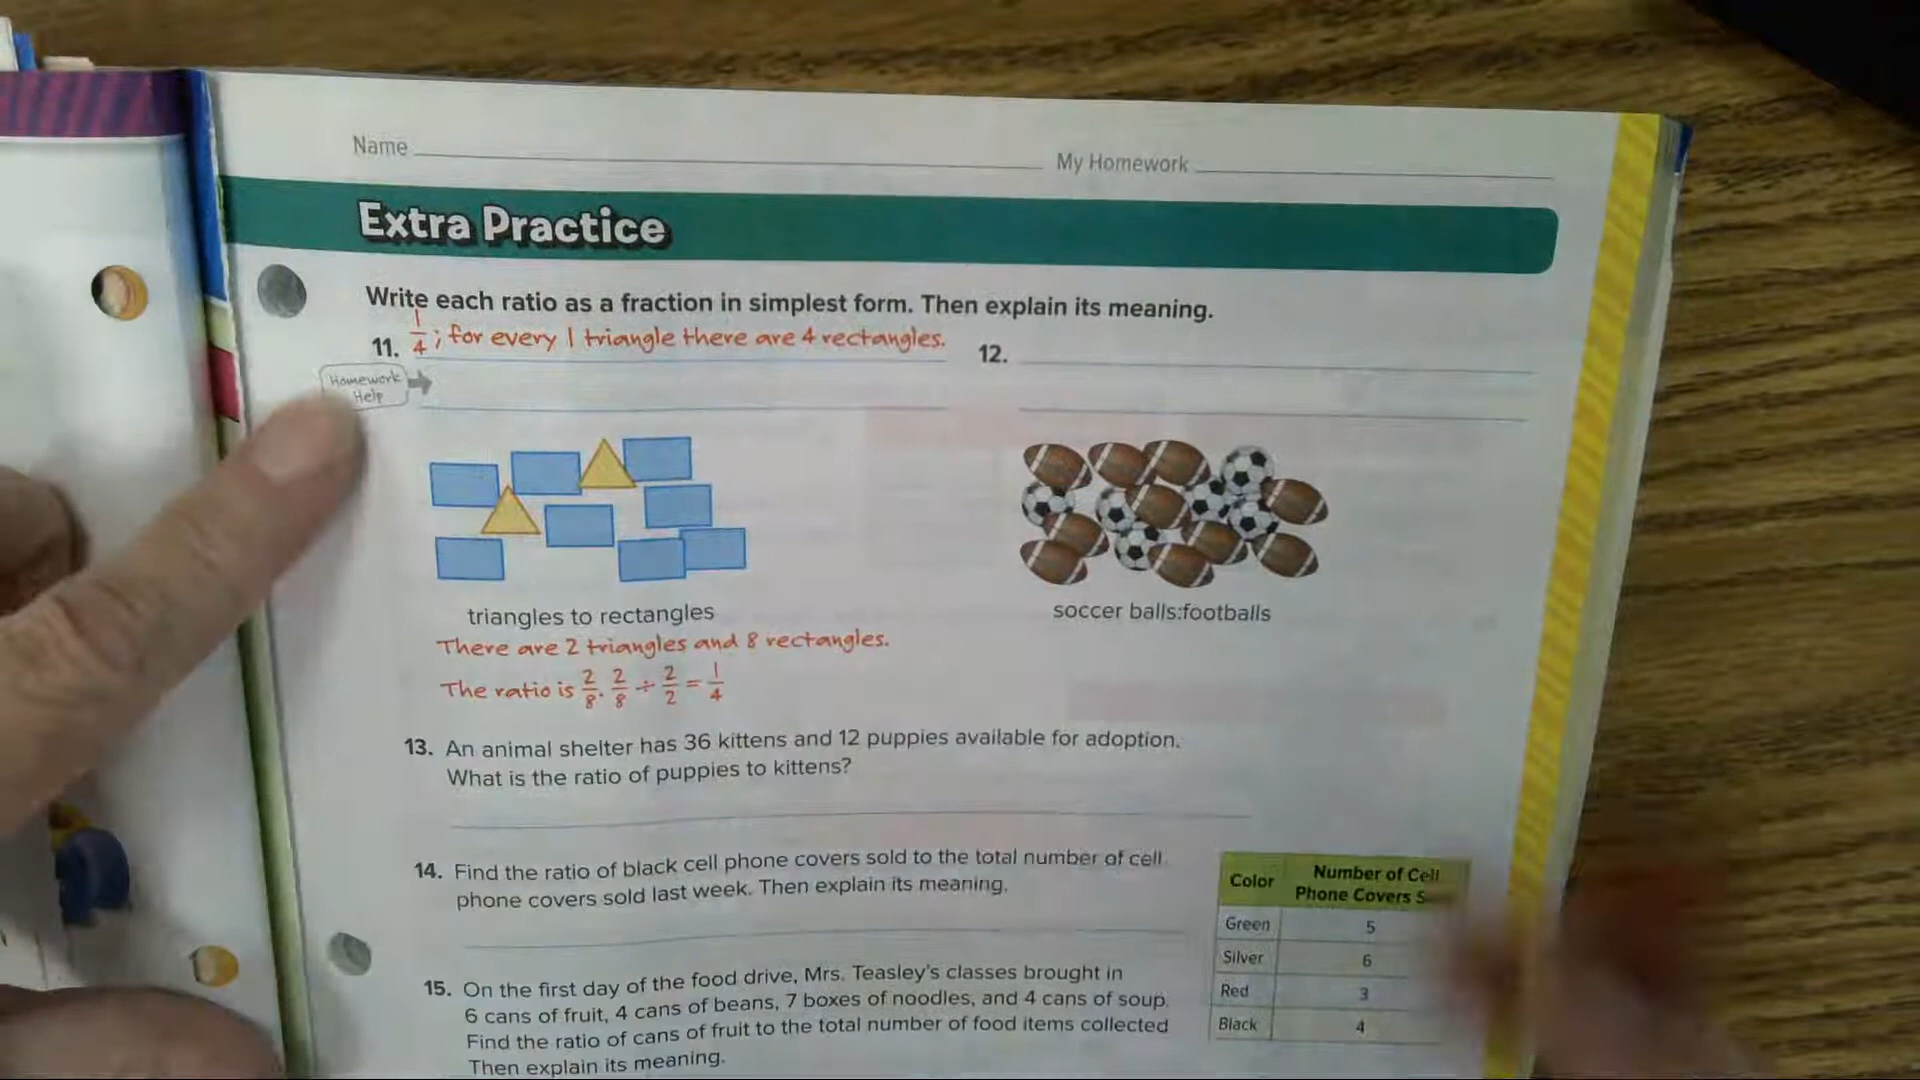 Name
My Homework
Extra Practice
Write each ratio as a fraction in simplest form. Then explain its meaning.
11. 1/4; for every 1 triangle there are 4 rectangles.
12.
Homework
Help
triangles to rectangles
soccer balls:footballs
There are 2 triangles and 8 rectangles.
The ratio is 2/8. 2/8 ÷ 2/2 = 1/4
13. An animal shelter has 36 kittens and 12 puppies available for adoption.
What is the ratio of puppies to kittens?
14. Find the ratio of black cell phone covers sold to the total number of cell
phone covers sold last week. Then explain its meaning.
Color
Number of Cell
Phone Covers S
Green 5
Silver 6
Red 3
Black 4
15. On the first day of the food drive, Mrs. Teasley's classes brought in
6 cans of fruit, 4 cans of beans, 7 boxes of noodles, and 4 cans of soup.
Find the ratio of cans of fruit to the total number of food items collected
Then explain its meaning.